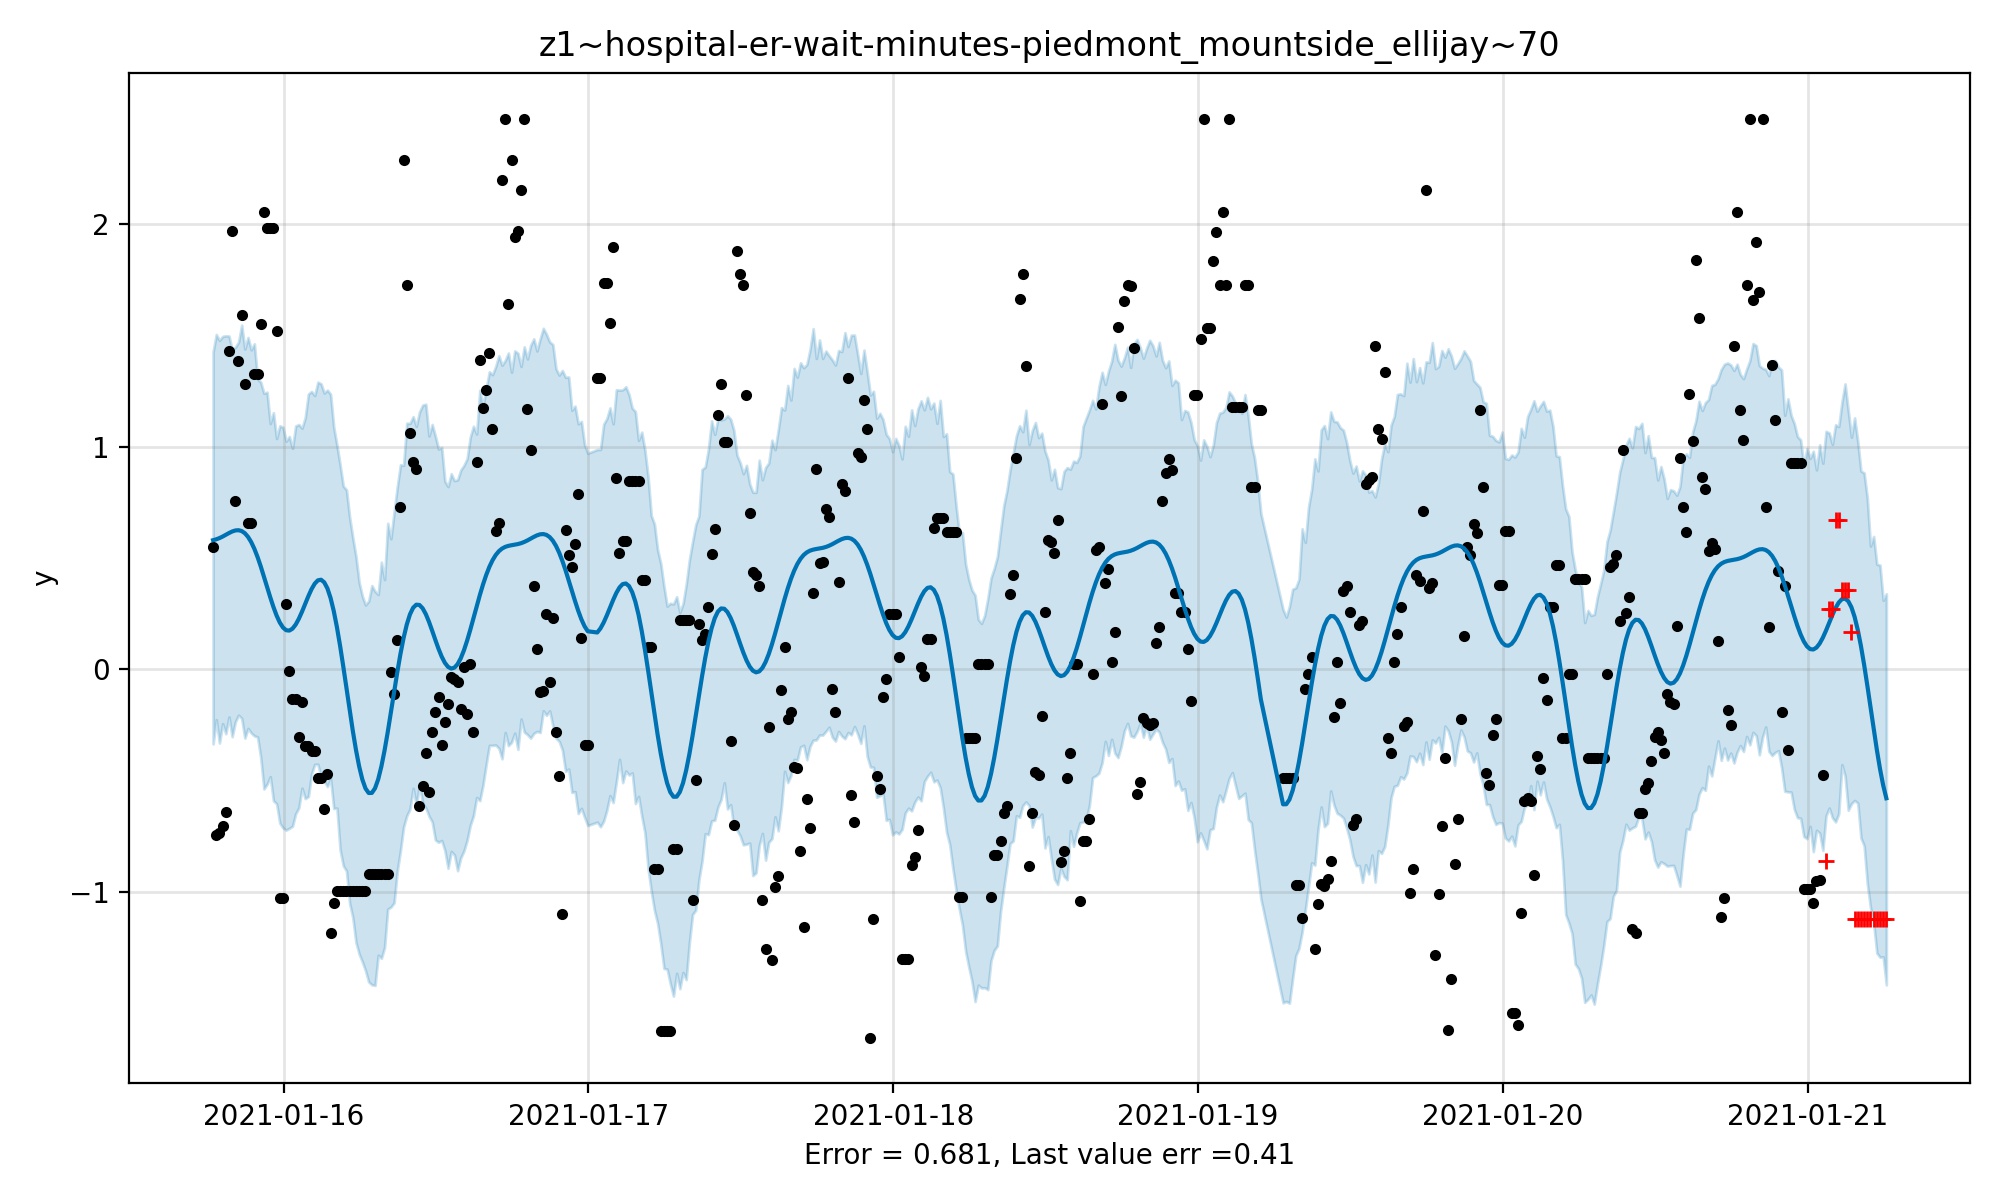 z1~hospital-er-wait-minutes-piedmont_mountside_ellijay~70
y
2
1
0
−1
2021-01-16 2021-01-17 2021-01-18 2021-01-19 2021-01-20 2021-01-21
Error = 0.681, Last value err =0.41